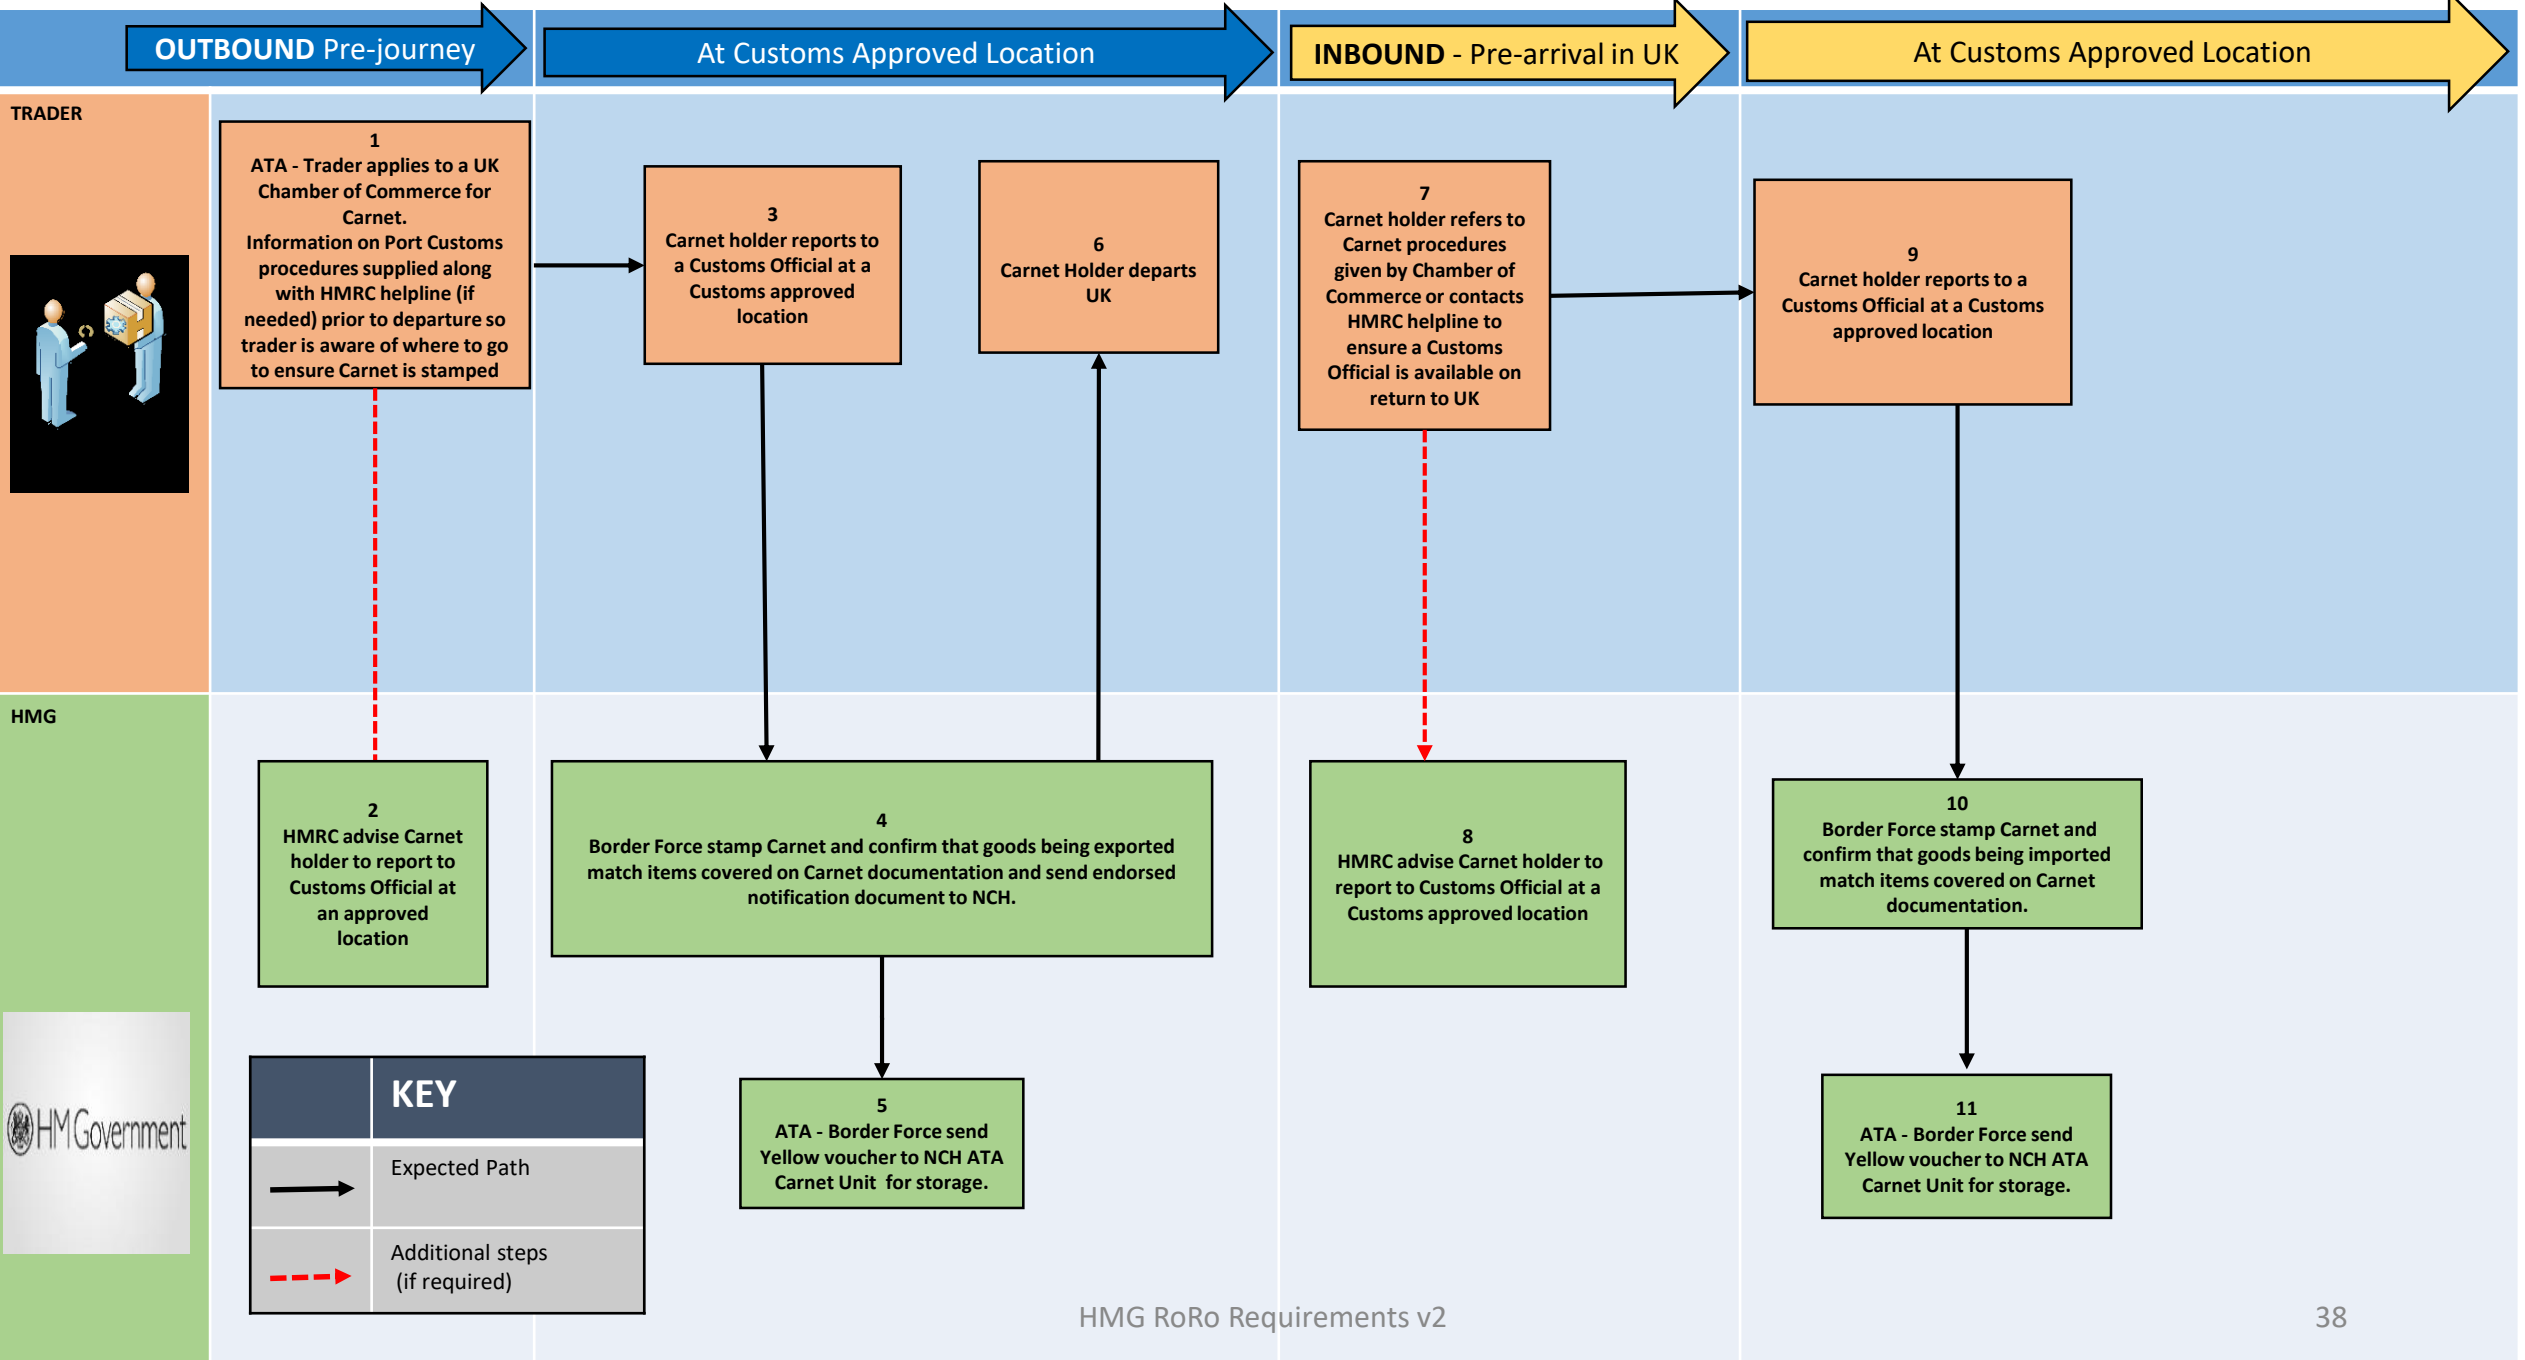 OUTBOUND Pre-journey
At Customs Approved Location
INBOUND - Pre-arrival in UK
At Customs Approved Location
TRADER
1
ATA - Trader applies to a UK
Chamber of Commerce for
Carnet.
Information on Port Customs
procedures supplied along
with HMRC helpline (if
needed) prior to departure so
trader is aware of where to go
to ensure Carnet is stamped
3
Carnet holder reports to
a Customs Official at a
Customs approved
location
6
Carnet Holder departs
UK
7
Carnet holder refers to
Carnet procedures
given by Chamber of
Commerce or contacts
HMRC helpline to
ensure a Customs
Official is available on
return to UK
9
Carnet holder reports to a
Customs Official at a Customs
approved location
HMG
2
HMRC advise Carnet
holder to report to
Customs Official at
an approved
location
4
Border Force stamp Carnet and confirm that goods being exported
match items covered on Carnet documentation and send endorsed
notification document to NCH.
8
HMRC advise Carnet holder to
report to Customs Official at a
Customs approved location
10
Border Force stamp Carnet and
confirm that goods being imported
match items covered on Carnet
documentation.
HM Government
5
ATA - Border Force send
Yellow voucher to NCH ATA
Carnet Unit for storage.
11
ATA - Border Force send
Yellow voucher to NCH ATA
Carnet Unit for storage.
KEY
Expected Path
Additional steps
(if required)
HMG RoRo Requirements v2
38